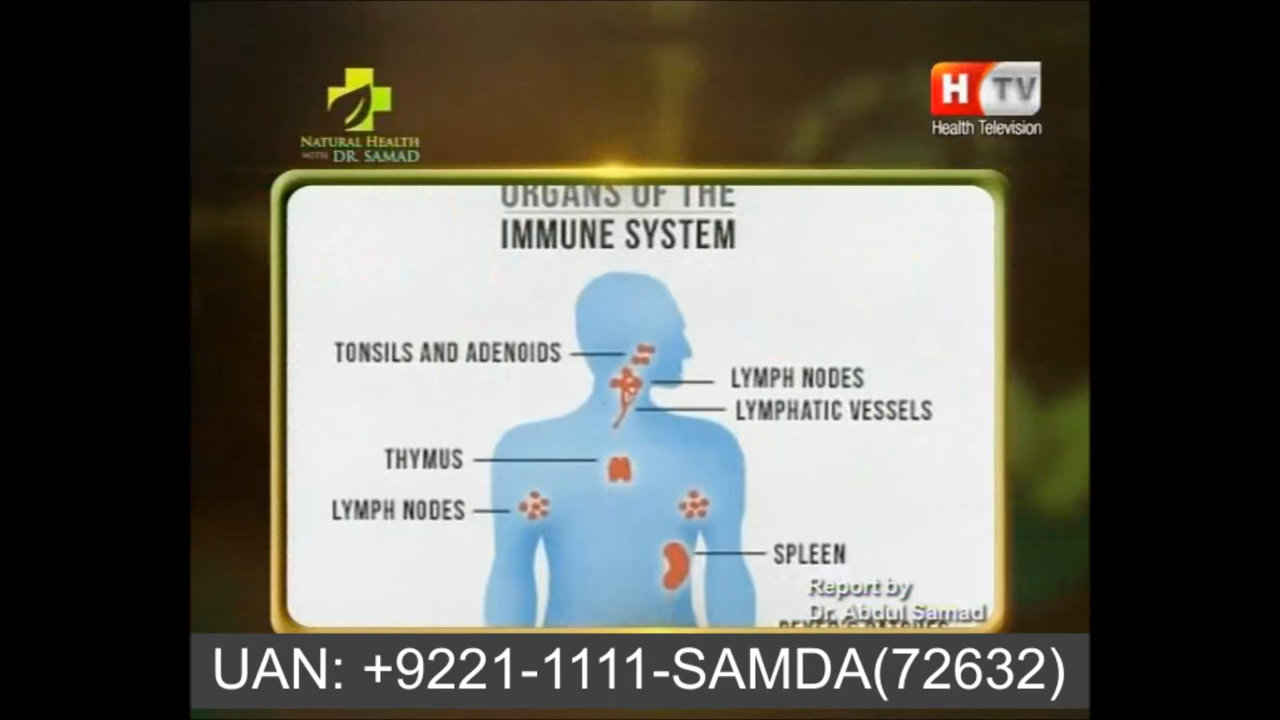 NATURAL HEALTH
WITH DR. SAMAD
H TV
Health Television
ORGANS OF THE
IMMUNE SYSTEM
TONSILS AND ADENOIDS
LYMPH NODES
LYMPHATIC VESSELS
THYMUS
LYMPH NODES
SPLEEN
Report by
Dr. Abdul Samad
UAN: +9221-1111-SAMDA(72632)